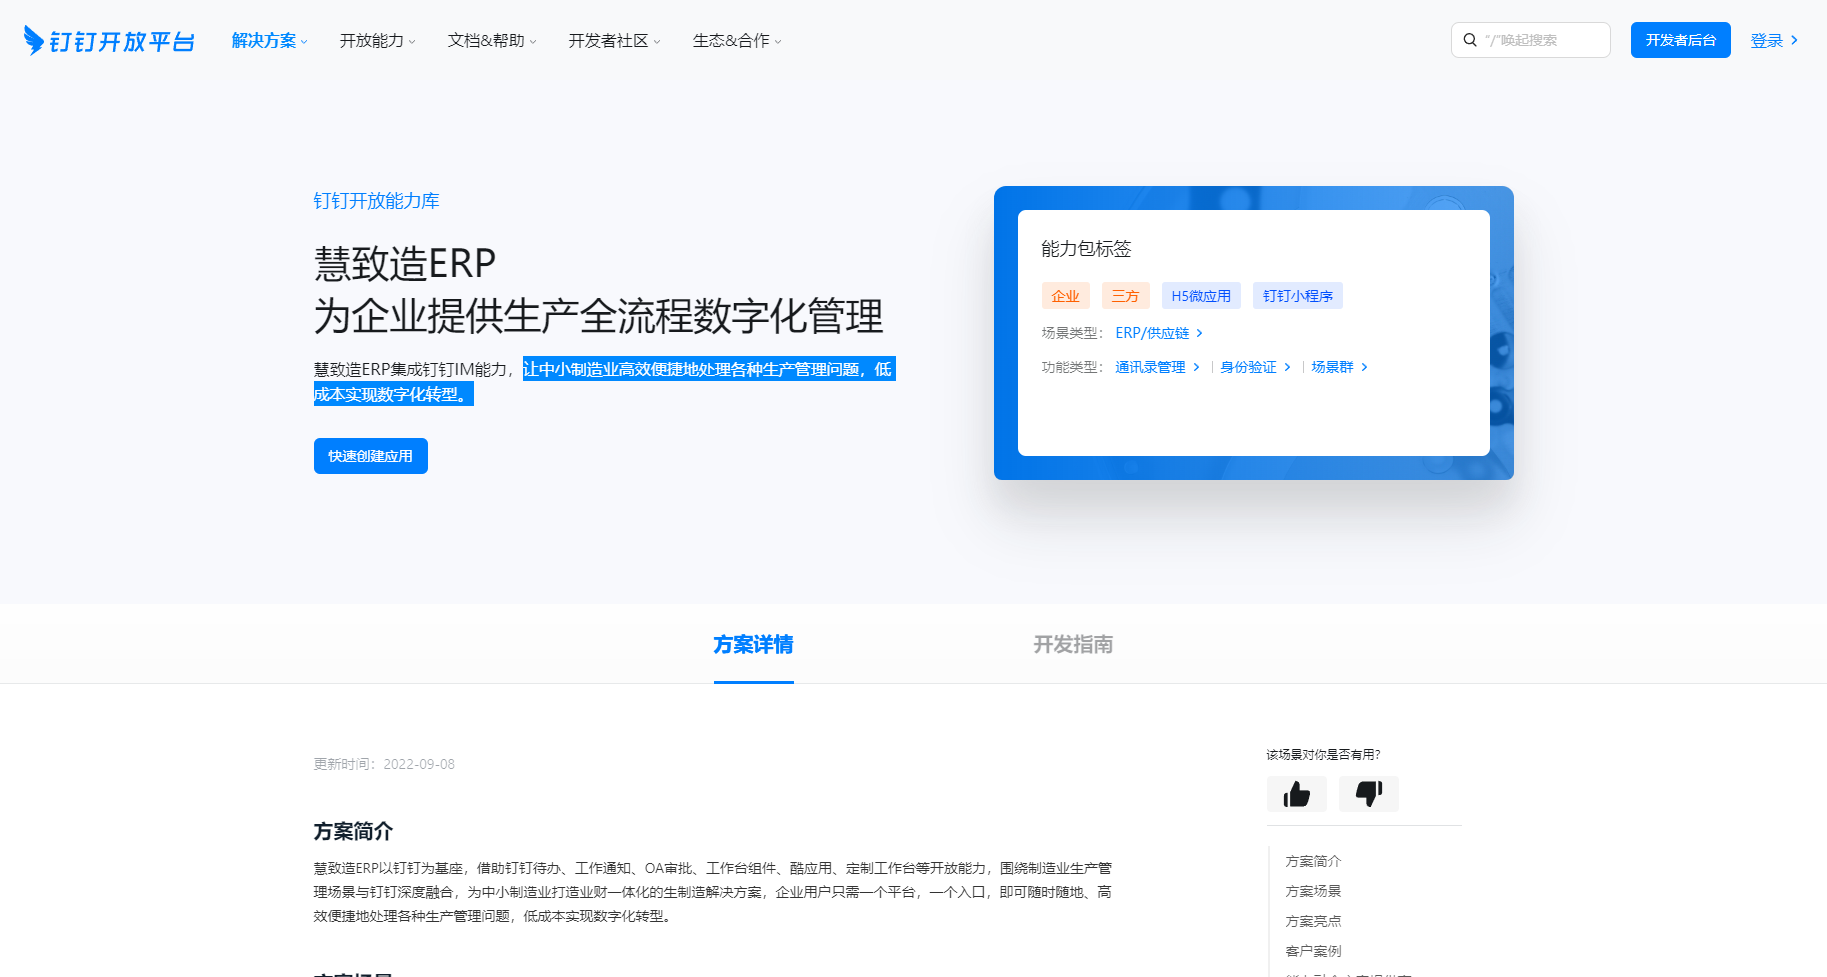 钉钉开放平台
解决方案
开放能力
文档&帮助
开发者社区
生态&合作
"/"唤起搜索
开发者后台
登录
钉钉开放能力库
慧致造ERP
为企业提供生产全流程数字化管理
慧致造ERP集成钉钉IM能力，让中小制造业高效便捷地处理各种生产管理问题，低
成本实现数字化转型。
快速创建应用
能力包标签
企业
三方
H5微应用
钉钉小程序
场景类型： ERP/供应链
功能类型： 通讯录管理 身份验证 场景群
方案详情
开发指南
更新时间：2022-09-08
方案简介
慧致造ERP以钉钉为基座，借助钉钉待办、工作通知、OA审批、工作台组件、酷应用、定制工作台等开放能力，围绕制造业生产管
理场景与钉钉深度融合，为中小制造业打造业财一体化的生制造解决方案，企业用户只需一个平台，一个入口，即可随时随地、高
效便捷地处理各种生产管理问题，低成本实现数字化转型。
该场景对你是否有用？
方案简介
方案场景
方案亮点
客户案例